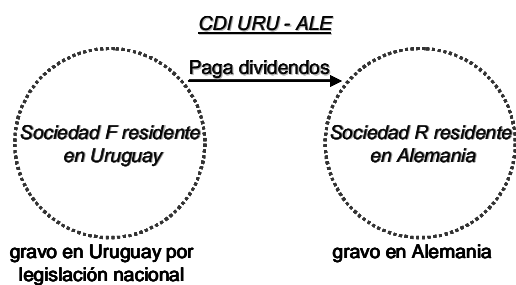 CDI URU - ALE
Paga dividendos
Sociedad F residente
en Uruguay
Sociedad R residente
en Alemania
gravo en Uruguay por
legislación nacional
gravo en Alemania